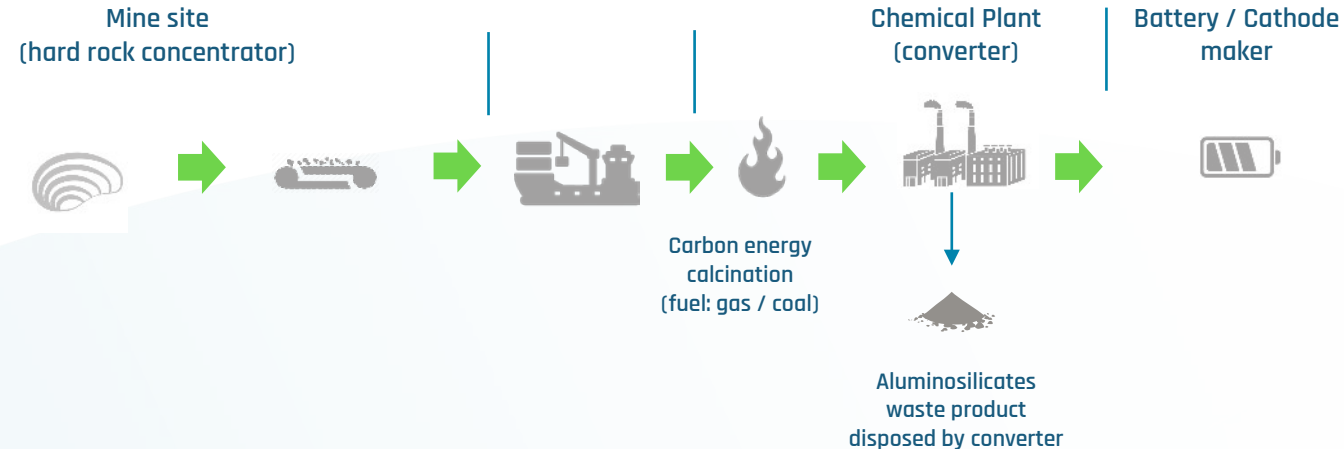 Mine site
(hard rock concentrator)
Chemical Plant
(converter)
Battery / Cathode
maker
Carbon energy
calcination
(fuel: gas / coal)
Aluminosilicates
waste product
disposed by converter